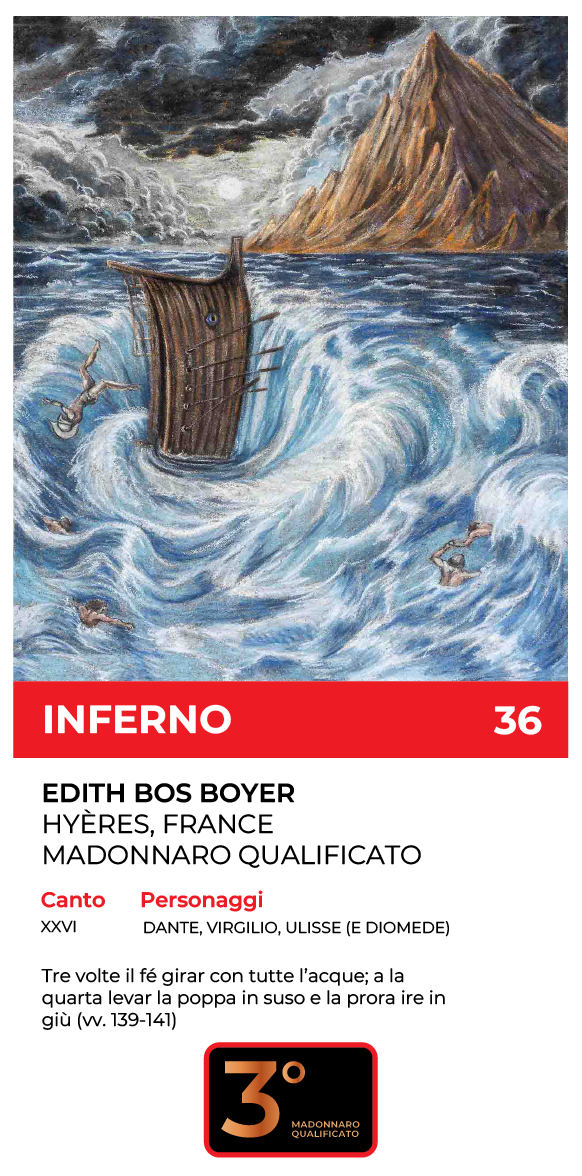 INFERNO 36
EDITH BOS BOYER
HYÈRES, FRANCE
MADONNARO QUALIFICATO
Canto Personaggi
XXVI DANTE, VIRGILIO, ULISSE (E DIOMEDE)
Tre volte il fé girar con tutte l’acque; a la
quarta levar la poppa in suso e la prora ire in
giù (vv. 139-141)
3°
MADONNARO
QUALIFICATO